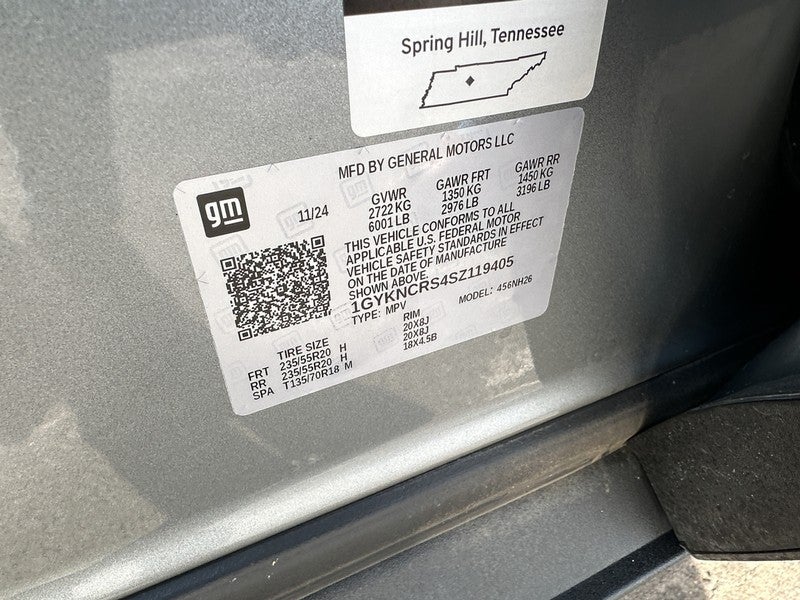 Spring Hill, Tennessee
MFD BY GENERAL MOTORS LLC
gm
11/24
GVWR GAWR FRT GAWR RR
2722 KG 1350 KG 1450 KG
6001 LB 2976 LB 3196 LB
THIS VEHICLE CONFORMS TO ALL
APPLICABLE U.S. FEDERAL MOTOR
VEHICLE SAFETY STANDARDS IN EFFECT
ON THE DATE OF MANUFACTURE
SHOWN ABOVE.
1GYKNCRS4SZ119405
TYPE: MPV MODEL: 456NH26
TIRE SIZE RIM
FRT 235/55R20 H 20X8J
RR 235/55R20 H 20X8J
SPA T135/70R18 M 18X4.5B